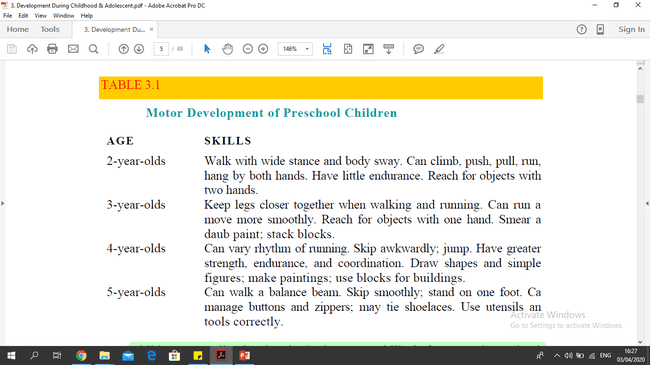 3. Development During Childhood & Adolescent.pdf - Adobe Acrobat Pro DC
File Edit View Window Help
Home Tools 3. Development Du... × Sign In
5 / 49 146%
TABLE 3.1
Motor Development of Preschool Children
AGE SKILLS
2-year-olds Walk with wide stance and body sway. Can climb, push, pull, run,
hang by both hands. Have little endurance. Reach for objects with
two hands.
3-year-olds Keep legs closer together when walking and running. Can run a
move more smoothly. Reach for objects with one hand. Smear a
daub paint; stack blocks.
4-year-olds Can vary rhythm of running. Skip awkwardly; jump. Have greater
strength, endurance, and coordination. Draw shapes and simple
figures; make paintings; use blocks for buildings.
5-year-olds Can walk a balance beam. Skip smoothly; stand on one foot. Ca
manage buttons and zippers; may tie shoelaces. Use utensils an
tools correctly.
Activate Windows
Go to Settings to activate Windows.
ENG 16:27
03/04/2020